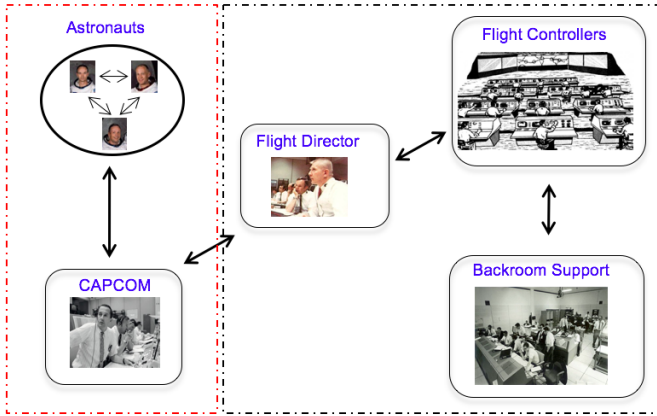 Astronauts
Flight Controllers
Flight Director
CAPCOM
Backroom Support